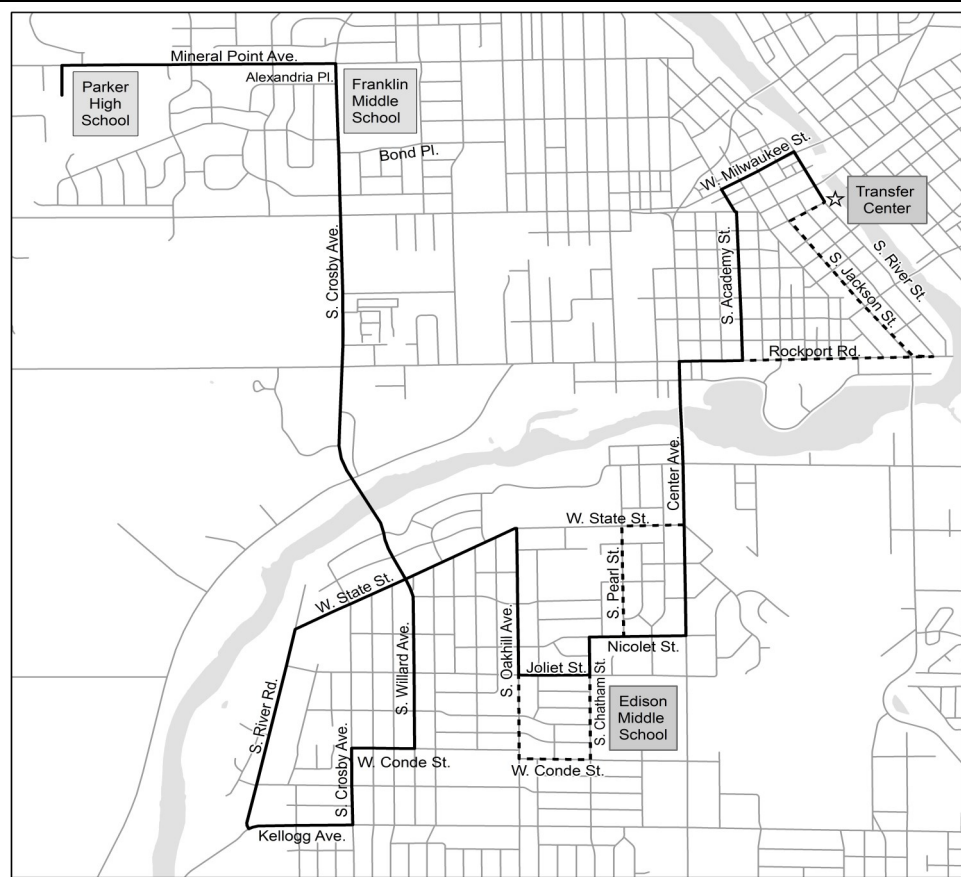 Mineral Point Ave.
Alexandria Pl.
Parker
High
School
Franklin
Middle
School
Bond Pl.
W. Milwaukee St.
Transfer
Center
S. Crosby Ave.
S. Academy St.
S. Jackson St.
S. River St.
Rockport Rd.
Center Ave.
W. State St.
S. Pearl St.
W. State St.
S. Oakhill Ave.
Nicolet St.
Joliet St.
S. Willard Ave.
S. Chatham St.
Edison
Middle
School
S. River Rd.
S. Crosby Ave.
W. Conde St.
W. Conde St.
Kellogg Ave.